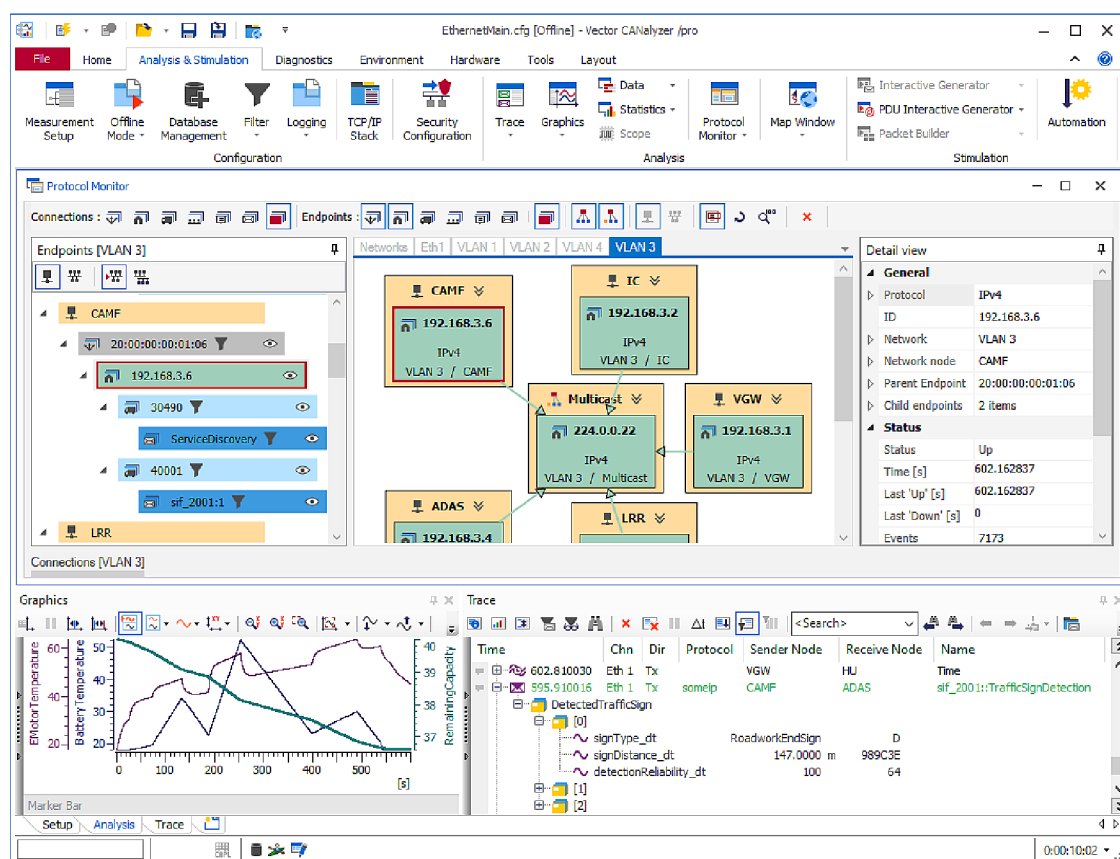 EthernetMain.cfg [Offline] - Vector CANalyzer /pro
File Home Analysis & Stimulation Diagnostics Environment Hardware Tools Layout
Measurement Setup
Offline Mode
Database Management
Filter
Logging
TCP/IP Stack
Security Configuration
Configuration
Trace
Graphics
Data
Statistics
Scope
Protocol Monitor
Map Window
Analysis
Interactive Generator
PDU Interactive Generator
Packet Builder
Stimulation
Automation
Protocol Monitor
Connections : Endpoints :
Endpoints [VLAN 3]
CAMF
20:00:00:00:01:06
192.168.3.6
30490
ServiceDiscovery
40001
sif_2001:1
LRR
Connections [VLAN 3]
Networks Eth1 VLAN 1 VLAN 2 VLAN 4 VLAN 3
CAMF
192.168.3.6
IPv4
VLAN 3 / CAMF
IC
192.168.3.2
IPv4
VLAN 3 / IC
Multicast
224.0.0.22
IPv4
VLAN 3 / Multicast
VGW
192.168.3.1
IPv4
VLAN 3 / VGW
ADAS
192.168.3.4
LRR
Detail view
General
Protocol IPv4
ID 192.168.3.6
Network VLAN 3
Network node CAMF
Parent Endpoint 20:00:00:00:01:06
Child endpoints 2 items
Status
Status Up
Time [s] 602.162837
Last 'Up' [s] 602.162837
Last 'Down' [s] 0
Events 7173
Graphics
EMotorTemperature
60
40
20
BatteryTemperature
50
40
30
20
40
39
38
37
RemainingCapacity
0 100 200 300 400 500
[s]
Marker Bar
Trace
<Search>
Time Chn Dir Protocol Sender Node Receive Node Name
602.810030 Eth 1 Tx VGW HU Time
595.910016 Eth 1 Tx someip CAMF ADAS sif_2001::TrafficSignDetection
DetectedTrafficSign
[0]
signType_dt RoadworkEndSign D
signDistance_dt 147.0000 m 989C3E
detectionReliability_dt 100 64
[1]
[2]
Setup Analysis Trace
0:00:10:02